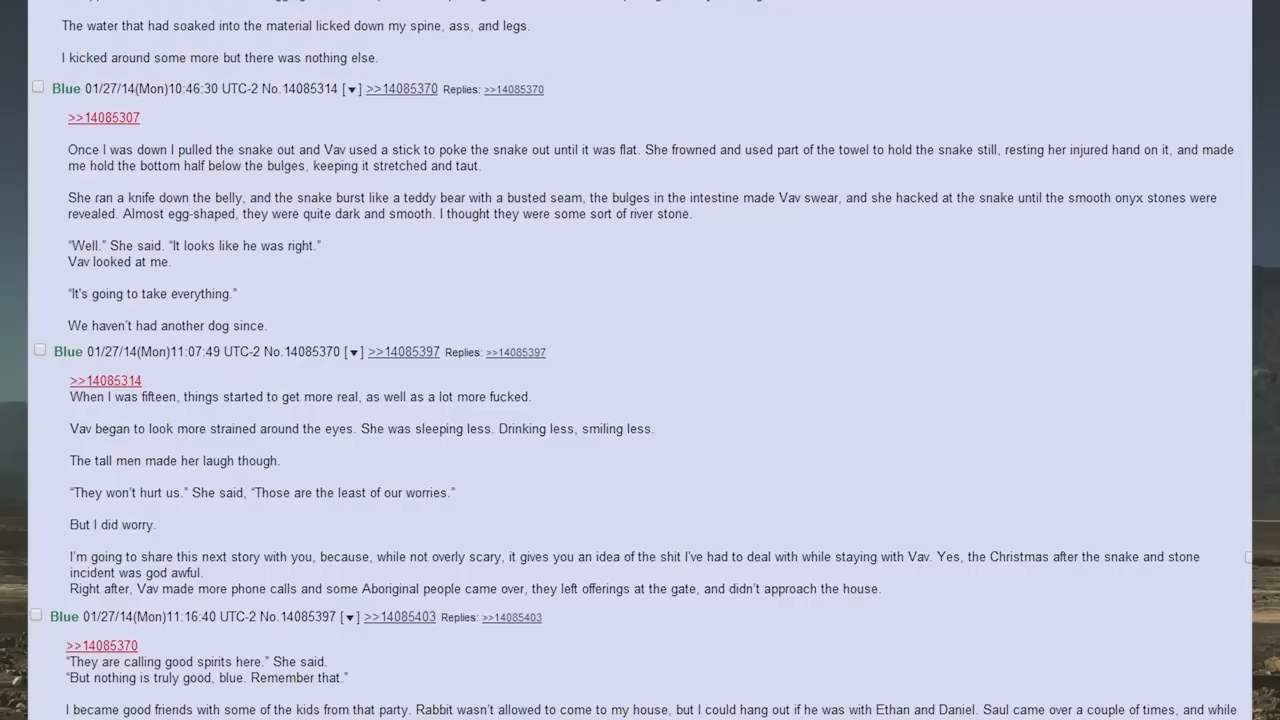 The water that had soaked into the material licked down my spine, ass, and legs.
I kicked around some more but there was nothing else.
Blue 01/27/14(Mon)10:46:30 UTC-2 No.14085314 [▼] >>14085370 Replies: >>14085370
>>14085307
Once I was down I pulled the snake out and Vav used a stick to poke the snake out until it was flat. She frowned and used part of the towel to hold the snake still, resting her injured hand on it, and made
me hold the bottom half below the bulges, keeping it stretched and taut.
She ran a knife down the belly, and the snake burst like a teddy bear with a busted seam, the bulges in the intestine made Vav swear, and she hacked at the snake until the smooth onyx stones were
revealed. Almost egg-shaped, they were quite dark and smooth. I thought they were some sort of river stone.
“Well.” She said. “It looks like he was right.”
Vav looked at me.
“It's going to take everything.”
We haven't had another dog since.
Blue 01/27/14(Mon)11:07:49 UTC-2 No.14085370 [▼] >>14085397 Replies: >>14085397
>>14085314
When I was fifteen, things started to get more real, as well as a lot more fucked.
Vav began to look more strained around the eyes. She was sleeping less. Drinking less, smiling less.
The tall men made her laugh though.
“They won't hurt us.” She said, “Those are the least of our worries.”
But I did worry.
I'm going to share this next story with you, because, while not overly scary, it gives you an idea of the shit I've had to deal with while staying with Vav. Yes, the Christmas after the snake and stone
incident was god awful.
Right after, Vav made more phone calls and some Aboriginal people came over, they left offerings at the gate, and didn't approach the house.
Blue 01/27/14(Mon)11:16:40 UTC-2 No.14085397 [▼] >>14085403 Replies: >>14085403
>>14085370
“They are calling good spirits here.” She said.
“But nothing is truly good, blue. Remember that.”
I became good friends with some of the kids from that party. Rabbit wasn't allowed to come to my house, but I could hang out if he was with Ethan and Daniel. Saul came over a couple of times, and while